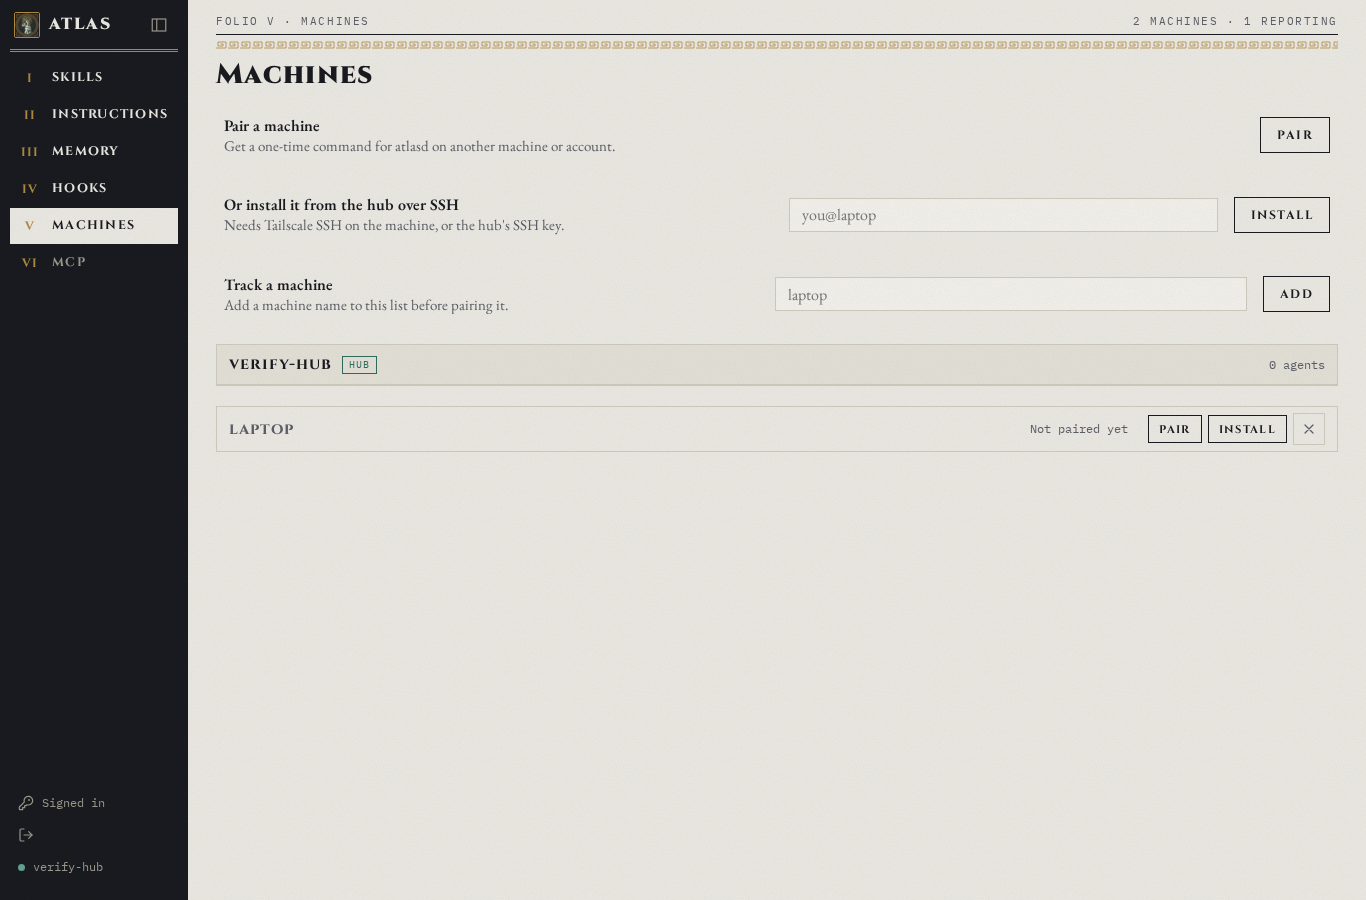 ATLAS
I SKILLS
II INSTRUCTIONS
III MEMORY
IV HOOKS
V MACHINES
VI MCP
Signed in
verify-hub
FOLIO V · MACHINES
2 MACHINES · 1 REPORTING
Machines
Pair a machine
Get a one-time command for atlasd on another machine or account.
PAIR
Or install it from the hub over SSH
Needs Tailscale SSH on the machine, or the hub's SSH key.
you@laptop
INSTALL
Track a machine
Add a machine name to this list before pairing it.
laptop
ADD
VERIFY-HUB HUB 0 agents
LAPTOP Not paired yet PAIR INSTALL